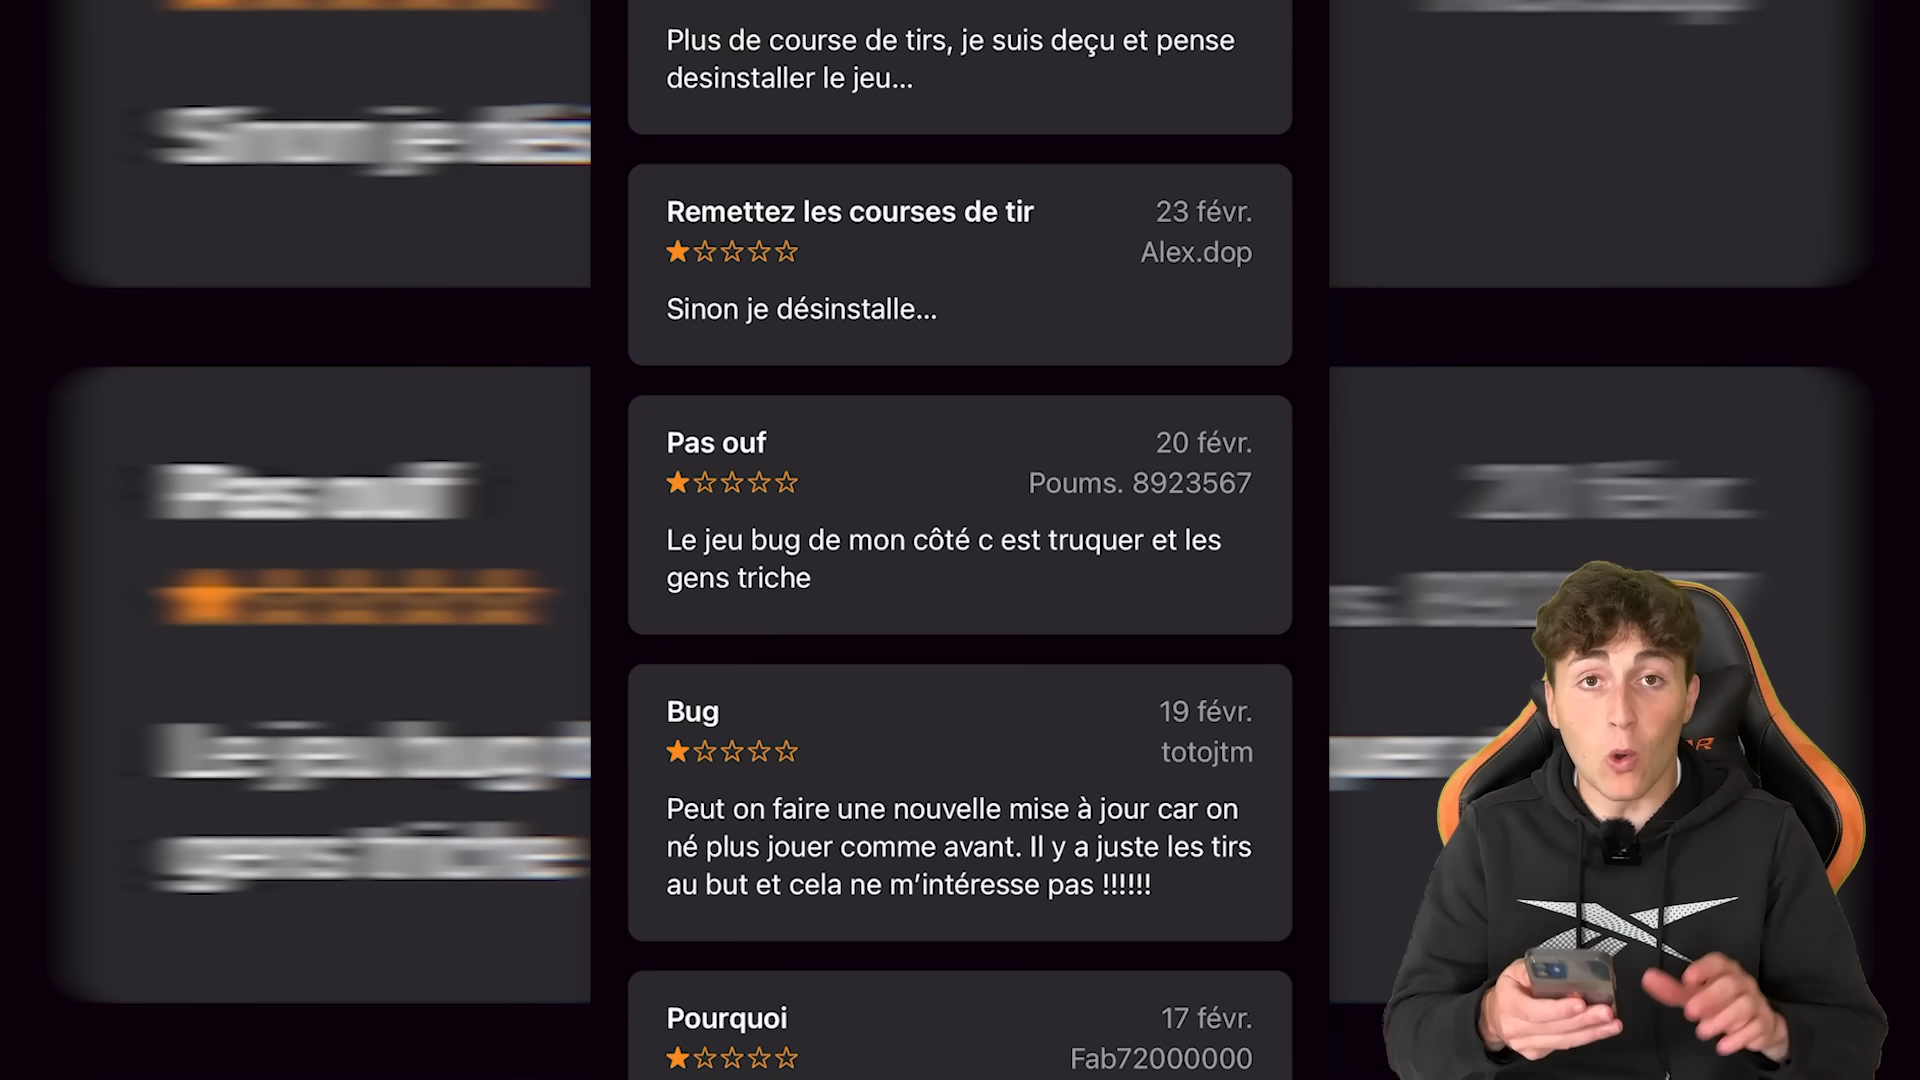 Plus de course de tirs, je suis deçu et pense
desinstaller le jeu...
Remettez les courses de tir
23 févr.
Alex.dop
Sinon je désinstalle...
Pas ouf
20 févr.
Poums. 8923567
Le jeu bug de mon côté c est truquer et les
gens triche
Bug
19 févr.
totojtm
Peut on faire une nouvelle mise à jour car on
né plus jouer comme avant. Il y a juste les tirs
au but et cela ne m’intéresse pas !!!!!!
Pourquoi
17 févr.
Fab72000000